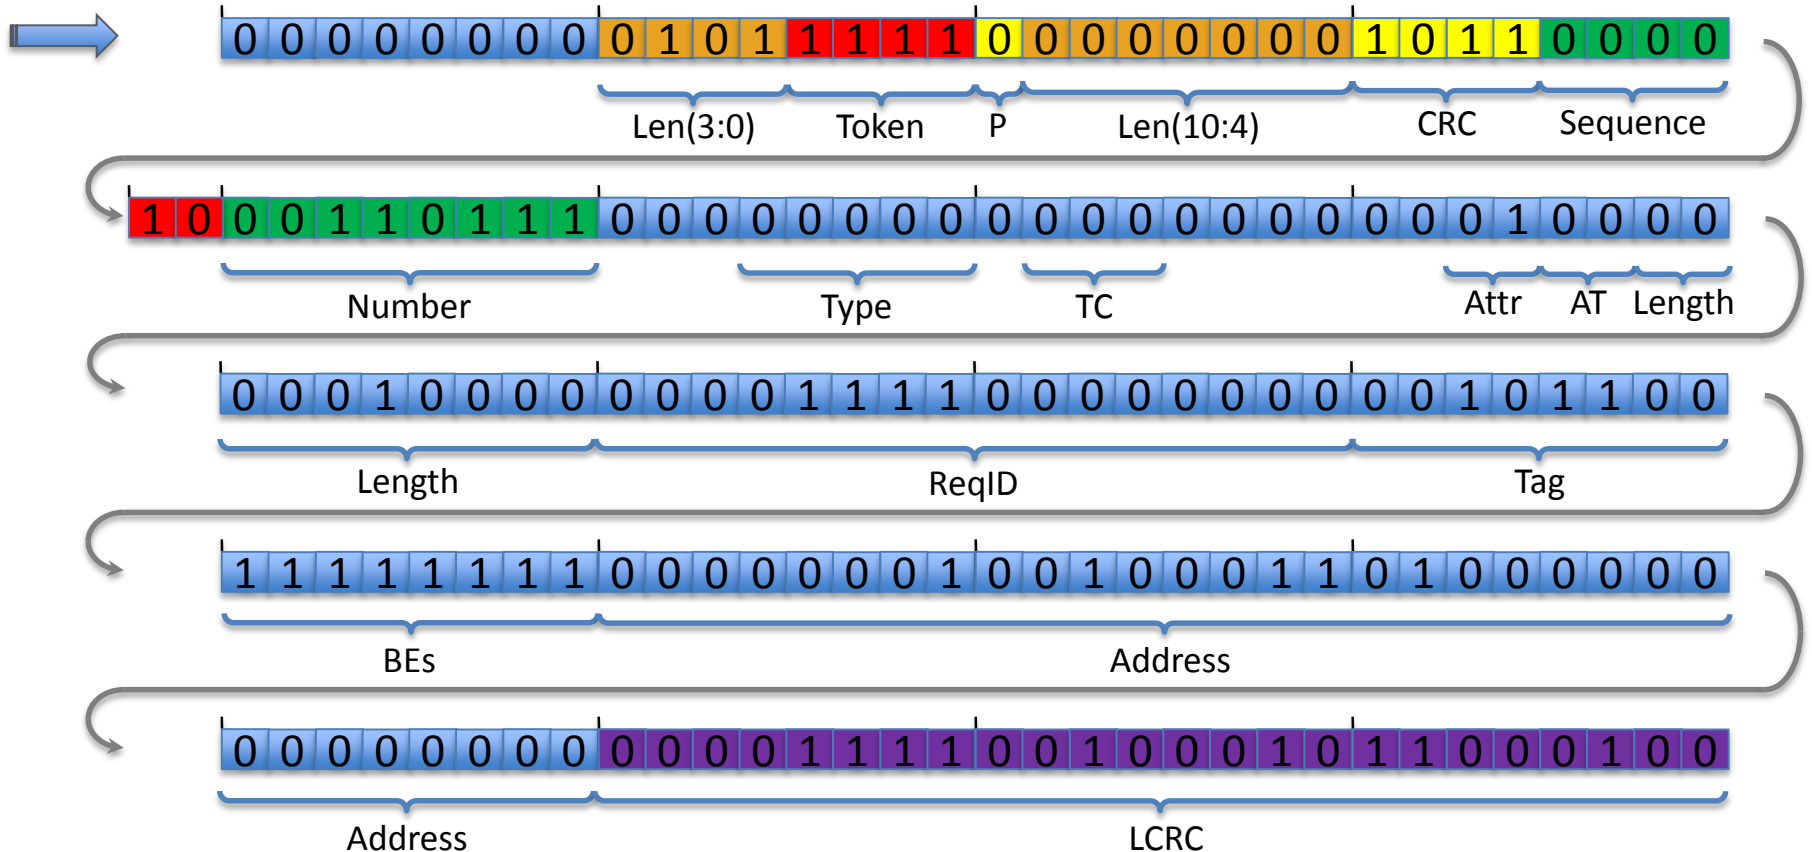 0 0 0 0 0 0 0 0 0 1 0 1 1 1 1 1 0 0 0 0 0 0 0 0 1 0 1 1 0 0 0 0
Len(3:0) Token P Len(10:4) CRC Sequence
1 0 0 0 1 1 0 1 1 1 0 0 0 0 0 0 0 0 0 0 0 0 0 0 0 0 0 0 0 1 0 0 0 0
Number Type TC Attr AT Length
0 0 0 1 0 0 0 0 0 0 0 0 1 1 1 1 0 0 0 0 0 0 0 0 0 0 1 0 1 1 0 0
Length ReqID Tag
1 1 1 1 1 1 1 1 0 0 0 0 0 0 0 1 0 0 1 0 0 0 1 1 0 1 0 0 0 0 0 0
BEs Address
0 0 0 0 0 0 0 0 0 0 0 0 1 1 1 1 0 0 1 0 0 0 1 0 1 1 0 0 0 1 0 0
Address LCRC